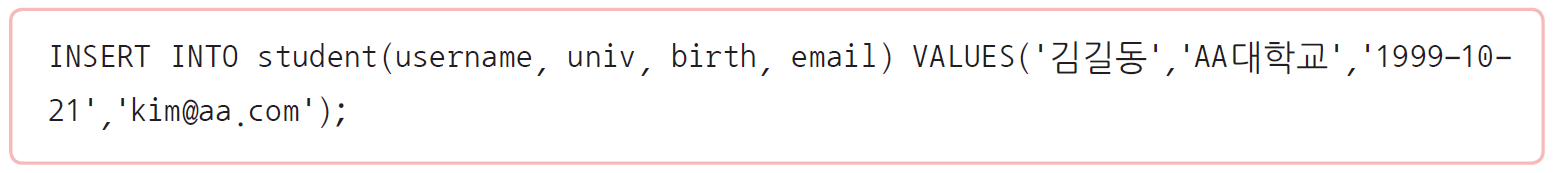 INSERT INTO student(username, univ, birth, email) VALUES('김길동','AA대학교','1999-10-
21','kim@aa.com');